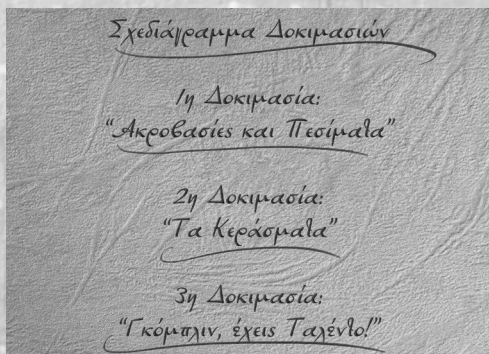 Σχεδιάγραμμα Δοκιμασιών
1η Δοκιμασία:
“Ακροβασίες και Πεσίματα”
2η Δοκιμασία:
“Τα Κεράσματα”
3η Δοκιμασία:
“Γκόμπλιν, έχεις Ταλέντο!”